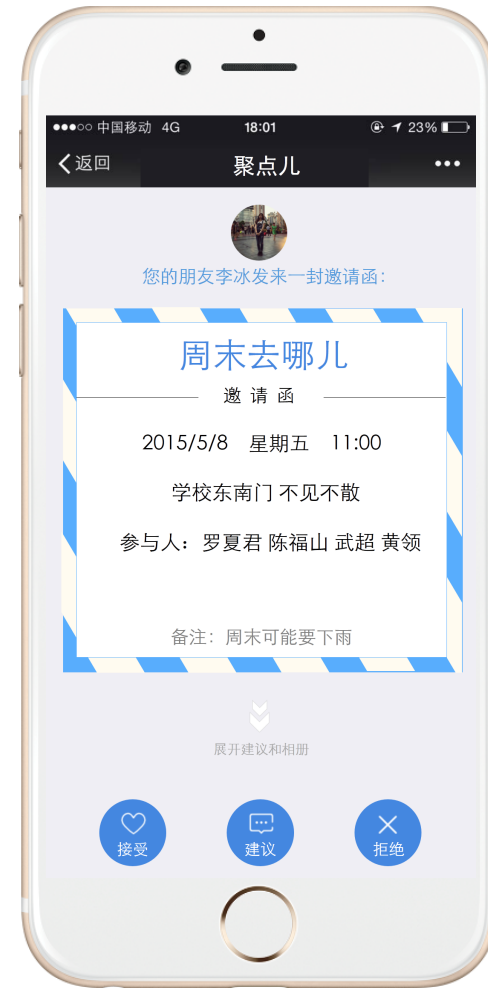 中国移动 4G 18:01 23%
返回 聚点儿
您的朋友李冰发来一封邀请函:
周末去哪儿
邀请函
2015/5/8 星期五 11:00
学校东南门 不见不散
参与人：罗夏君 陈福山 武超 黄领
备注：周末可能要下雨
展开建议和相册
接受 建议 拒绝